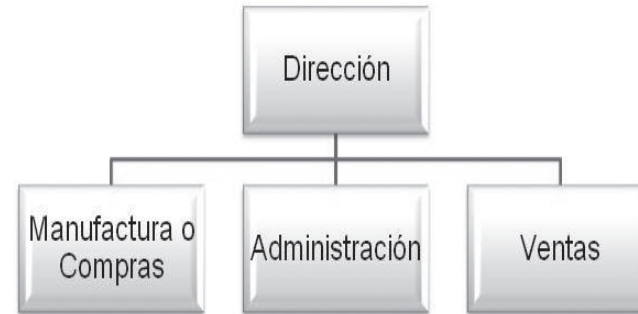 Dirección
Manufactura o
Compras
Administración
Ventas